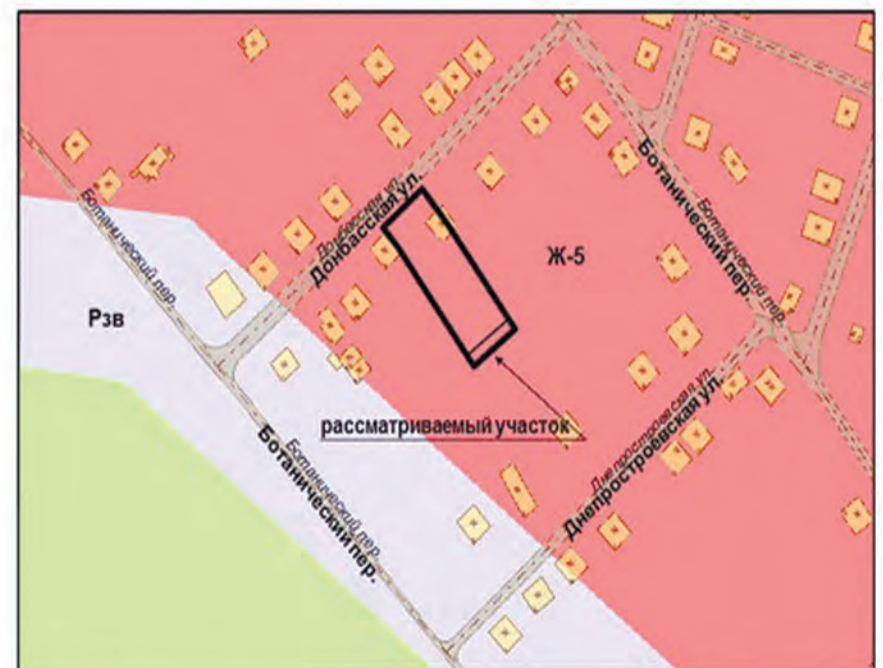 Ботанический пер.
Ботанический пер.
Донбасская ул.
Донбасская ул.
Ботанический пер.
Ж-5
Рзв
рассматриваемый участок
Днепростроевская ул.
Днепростроевская ул.
Ботанический пер.
Ботанический пер.